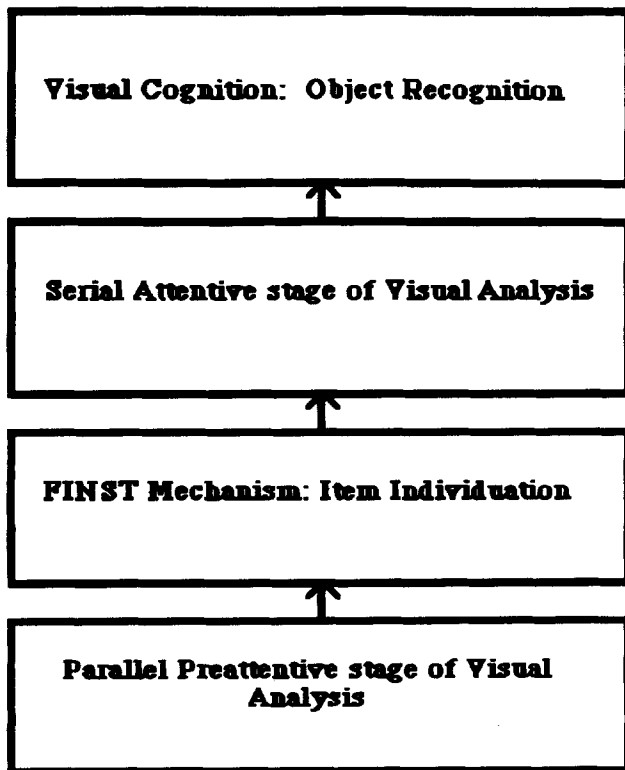 Visual Cognition: Object Recognition
Serial Attentive stage of Visual Analysis
FINST Mechanism: Item Individuation
Parallel Preattentive stage of Visual
Analysis